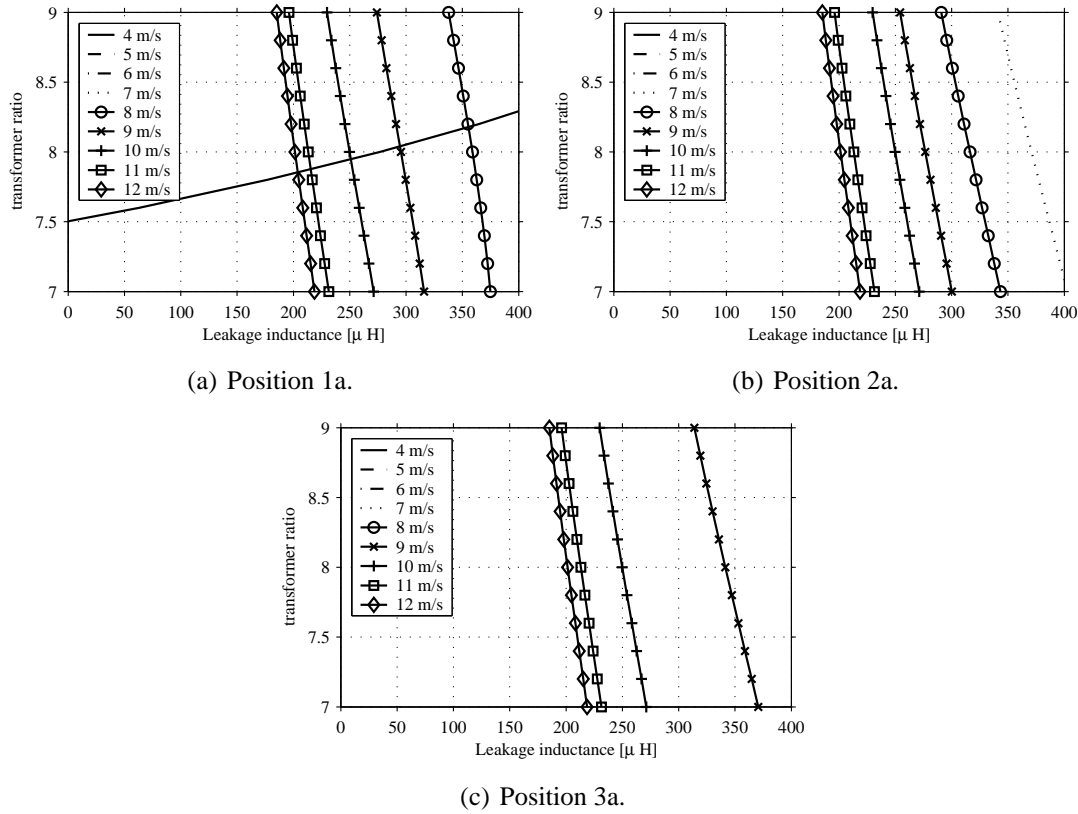 9
8.5
8
7.5
7
transformer ratio
4 m/s
5 m/s
6 m/s
7 m/s
8 m/s
9 m/s
10 m/s
11 m/s
12 m/s
0 50 100 150 200 250 300 350 400
Leakage inductance [μ H]
(a) Position 1a.
9
8.5
8
7.5
7
transformer ratio
4 m/s
5 m/s
6 m/s
7 m/s
8 m/s
9 m/s
10 m/s
11 m/s
12 m/s
0 50 100 150 200 250 300 350 400
Leakage inductance [μ H]
(b) Position 2a.
9
8.5
8
7.5
7
transformer ratio
4 m/s
5 m/s
6 m/s
7 m/s
8 m/s
9 m/s
10 m/s
11 m/s
12 m/s
0 50 100 150 200 250 300 350 400
Leakage inductance [μ H]
(c) Position 3a.